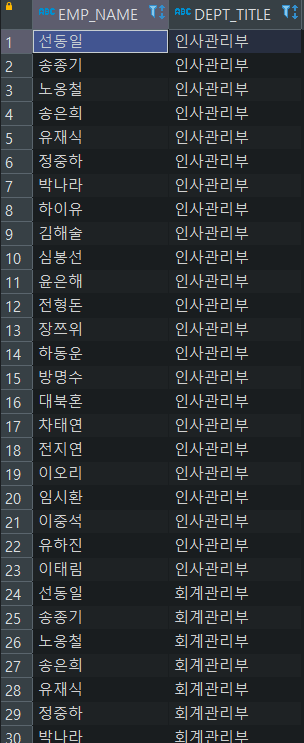 ABC EMP_NAME ABC DEPT_TITLE
1 선동일 인사관리부
2 송종기 인사관리부
3 노옹철 인사관리부
4 송은희 인사관리부
5 유재식 인사관리부
6 정중하 인사관리부
7 박나라 인사관리부
8 하이유 인사관리부
9 김해술 인사관리부
10 심봉선 인사관리부
11 윤은해 인사관리부
12 전형돈 인사관리부
13 장쯔위 인사관리부
14 하동운 인사관리부
15 방명수 인사관리부
16 대북혼 인사관리부
17 차태연 인사관리부
18 전지연 인사관리부
19 이오리 인사관리부
20 임시환 인사관리부
21 이중석 인사관리부
22 유하진 인사관리부
23 이태림 인사관리부
24 선동일 회계관리부
25 송종기 회계관리부
26 노옹철 회계관리부
27 송은희 회계관리부
28 유재식 회계관리부
29 정중하 회계관리부
30 박나라 회계관리부